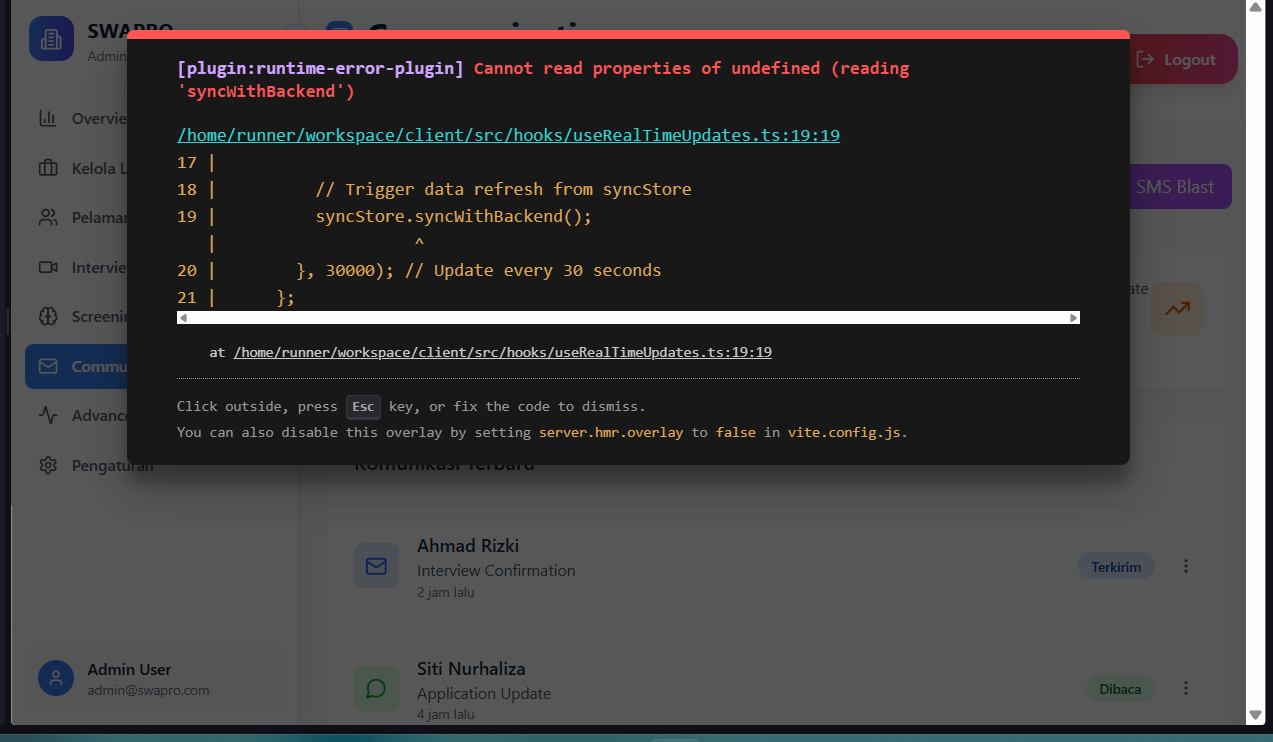 SWAPRO
Admin
[plugin:runtime-error-plugin] Cannot read properties of undefined (reading
'syncWithBackend')
/home/runner/workspace/client/src/hooks/useRealTimeUpdates.ts:19:19
17 |
18 | // Trigger data refresh from syncStore
19 | syncStore.syncWithBackend();
| ^
20 | }, 30000); // Update every 30 seconds
21 | };
at /home/runner/workspace/client/src/hooks/useRealTimeUpdates.ts:19:19
Click outside, press Esc key, or fix the code to dismiss.
You can also disable this overlay by setting server.hmr.overlay to false in vite.config.js.
Logout
SMS Blast
ate
Overvie
Kelola L
Pelamar
Intervie
Screenin
Commu
Advanc
Pengaturan
Komunikasi Terbaru
Ahmad Rizki
Interview Confirmation
2 jam lalu
Terkirim
Siti Nurhaliza
Application Update
4 jam lalu
Dibaca
Admin User
admin@swapro.com